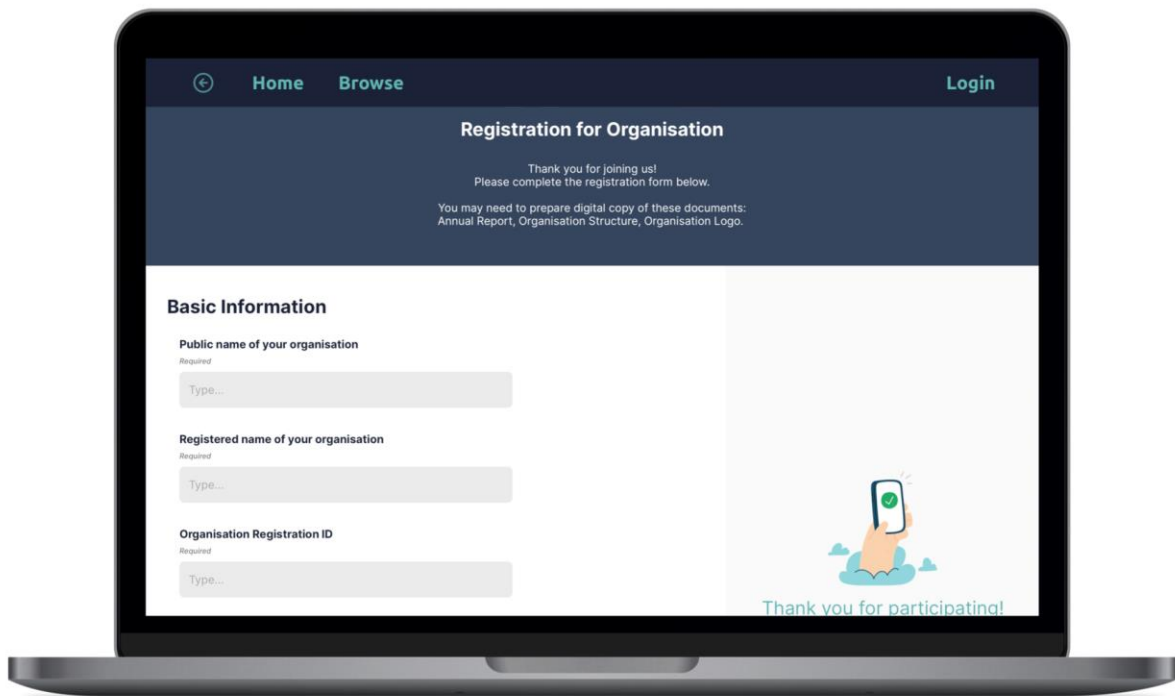 Home Browse Login
Registration for Organisation
Thank you for joining us!
Please complete the registration form below.
You may need to prepare digital copy of these documents:
Annual Report, Organisation Structure, Organisation Logo.
Basic Information
Public name of your organisation
Required
Type...
Registered name of your organisation
Required
Type...
Organisation Registration ID
Required
Type...
Thank you for participating!